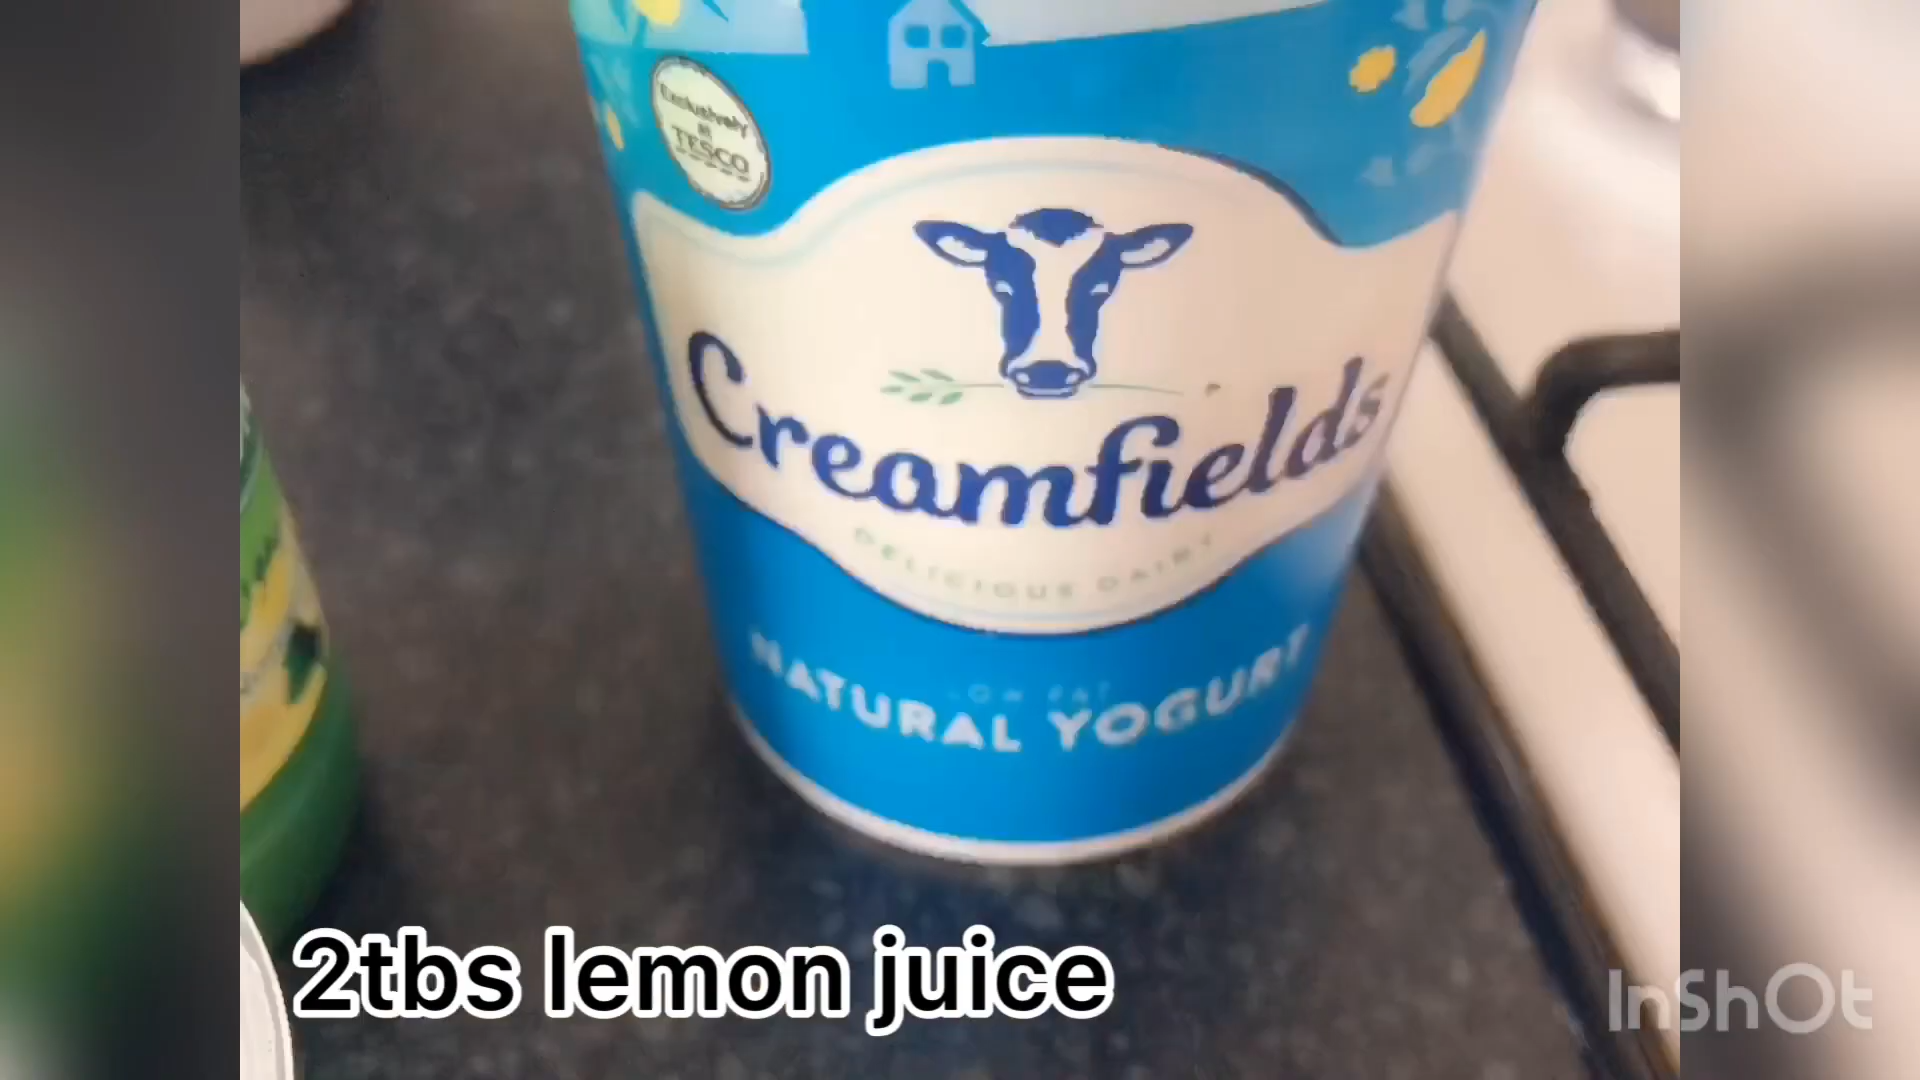 Exclusively
at
TESCO
Creamfields
DELICIOUS DAIRY
LOW FAT
NATURAL YOGURT
2tbs lemon juice
InShOt